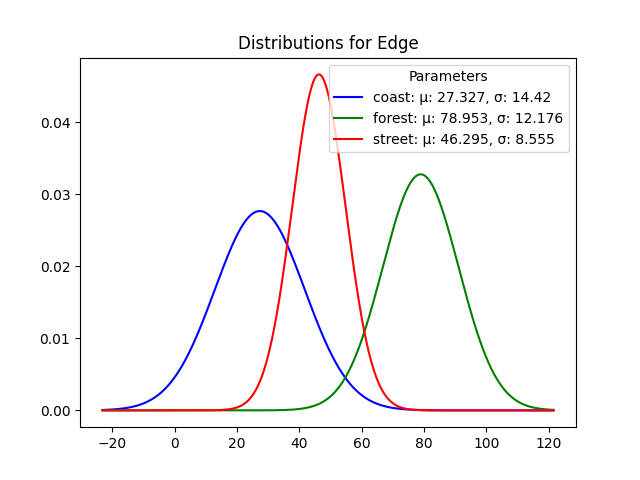 Distributions for Edge
Parameters
coast: μ: 27.327, σ: 14.42
forest: μ: 78.953, σ: 12.176
street: μ: 46.295, σ: 8.555
0.04
0.03
0.02
0.01
0.00
−20 0 20 40 60 80 100 120